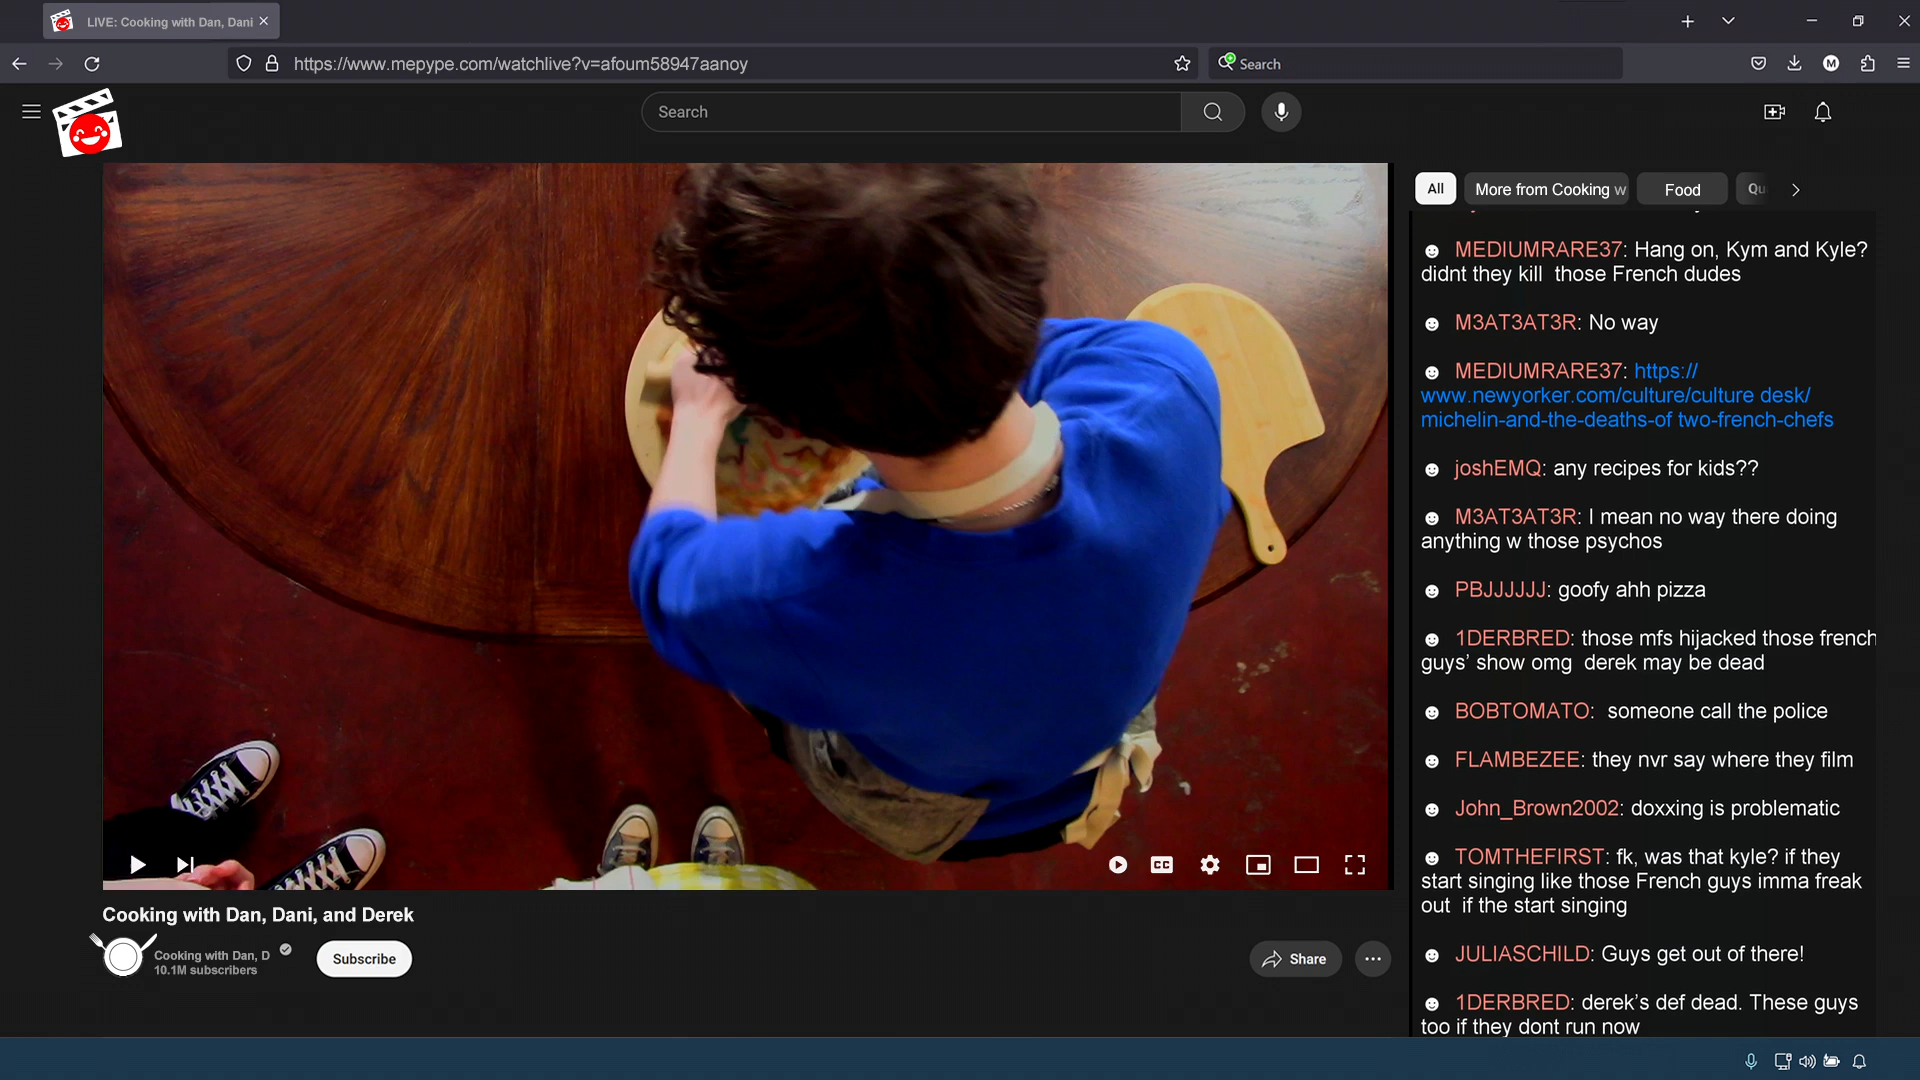 LIVE: Cooking with Dan, Dani
https://www.mepype.com/watchlive?v=afoum58947aanoy
Search
M
Search
All
More from Cooking w
Food
Qu
MEDIUMRARE37: Hang on, Kym and Kyle?
didnt they kill  those French dudes
M3AT3AT3R: No way
MEDIUMRARE37: https://
www.newyorker.com/culture/culture desk/
michelin-and-the-deaths-of two-french-chefs
joshEMQ: any recipes for kids??
M3AT3AT3R: I mean no way there doing
anything w those psychos
PBJJJJJJ: goofy ahh pizza
1DERBRED: those mfs hijacked those french
guys’ show omg  derek may be dead
BOBTOMATO:  someone call the police
FLAMBEZEE: they nvr say where they film
John_Brown2002: doxxing is problematic
TOMTHEFIRST: fk, was that kyle? if they
start singing like those French guys imma freak
out  if the start singing
JULIASCHILD: Guys get out of there!
1DERBRED: derek’s def dead. These guys
too if they dont run now
CC
Cooking with Dan, Dani, and Derek
Cooking with Dan, D
10.1M subscribers
Subscribe
Share